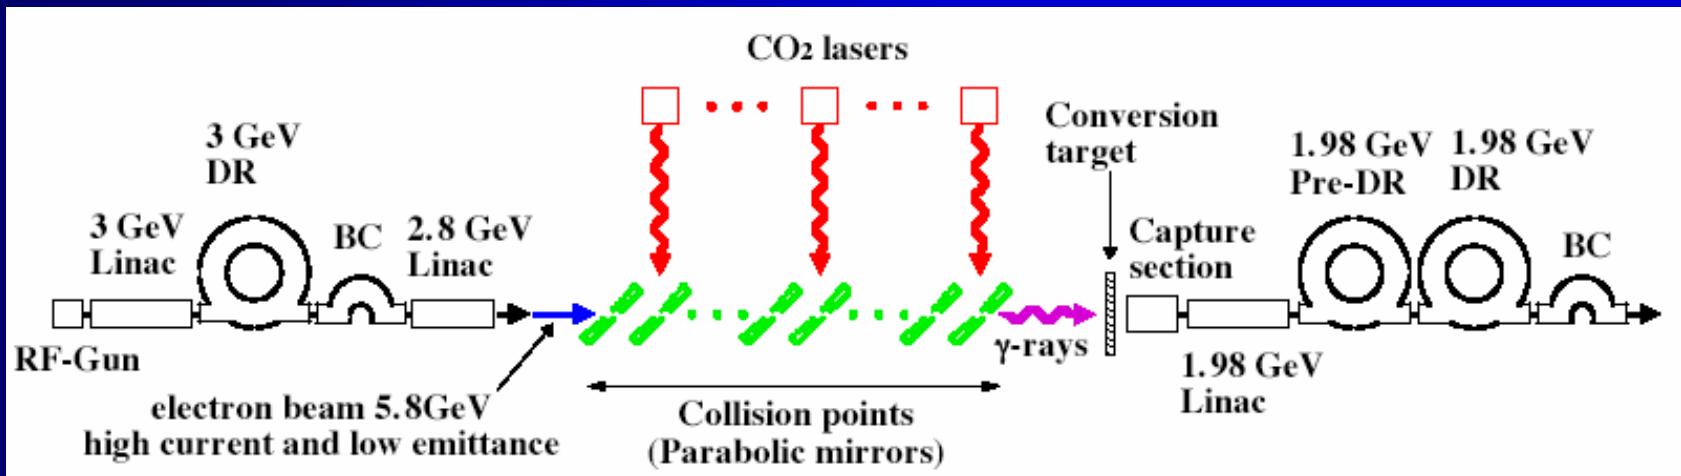 CO2 lasers
3 GeV
DR
3 GeV
Linac
BC
2.8 GeV
Linac
RF-Gun
electron beam 5.8GeV
high current and low emittance
Collision points
(Parabolic mirrors)
γ-rays
Conversion
target
Capture
section
1.98 GeV
Linac
1.98 GeV
Pre-DR
1.98 GeV
DR
BC